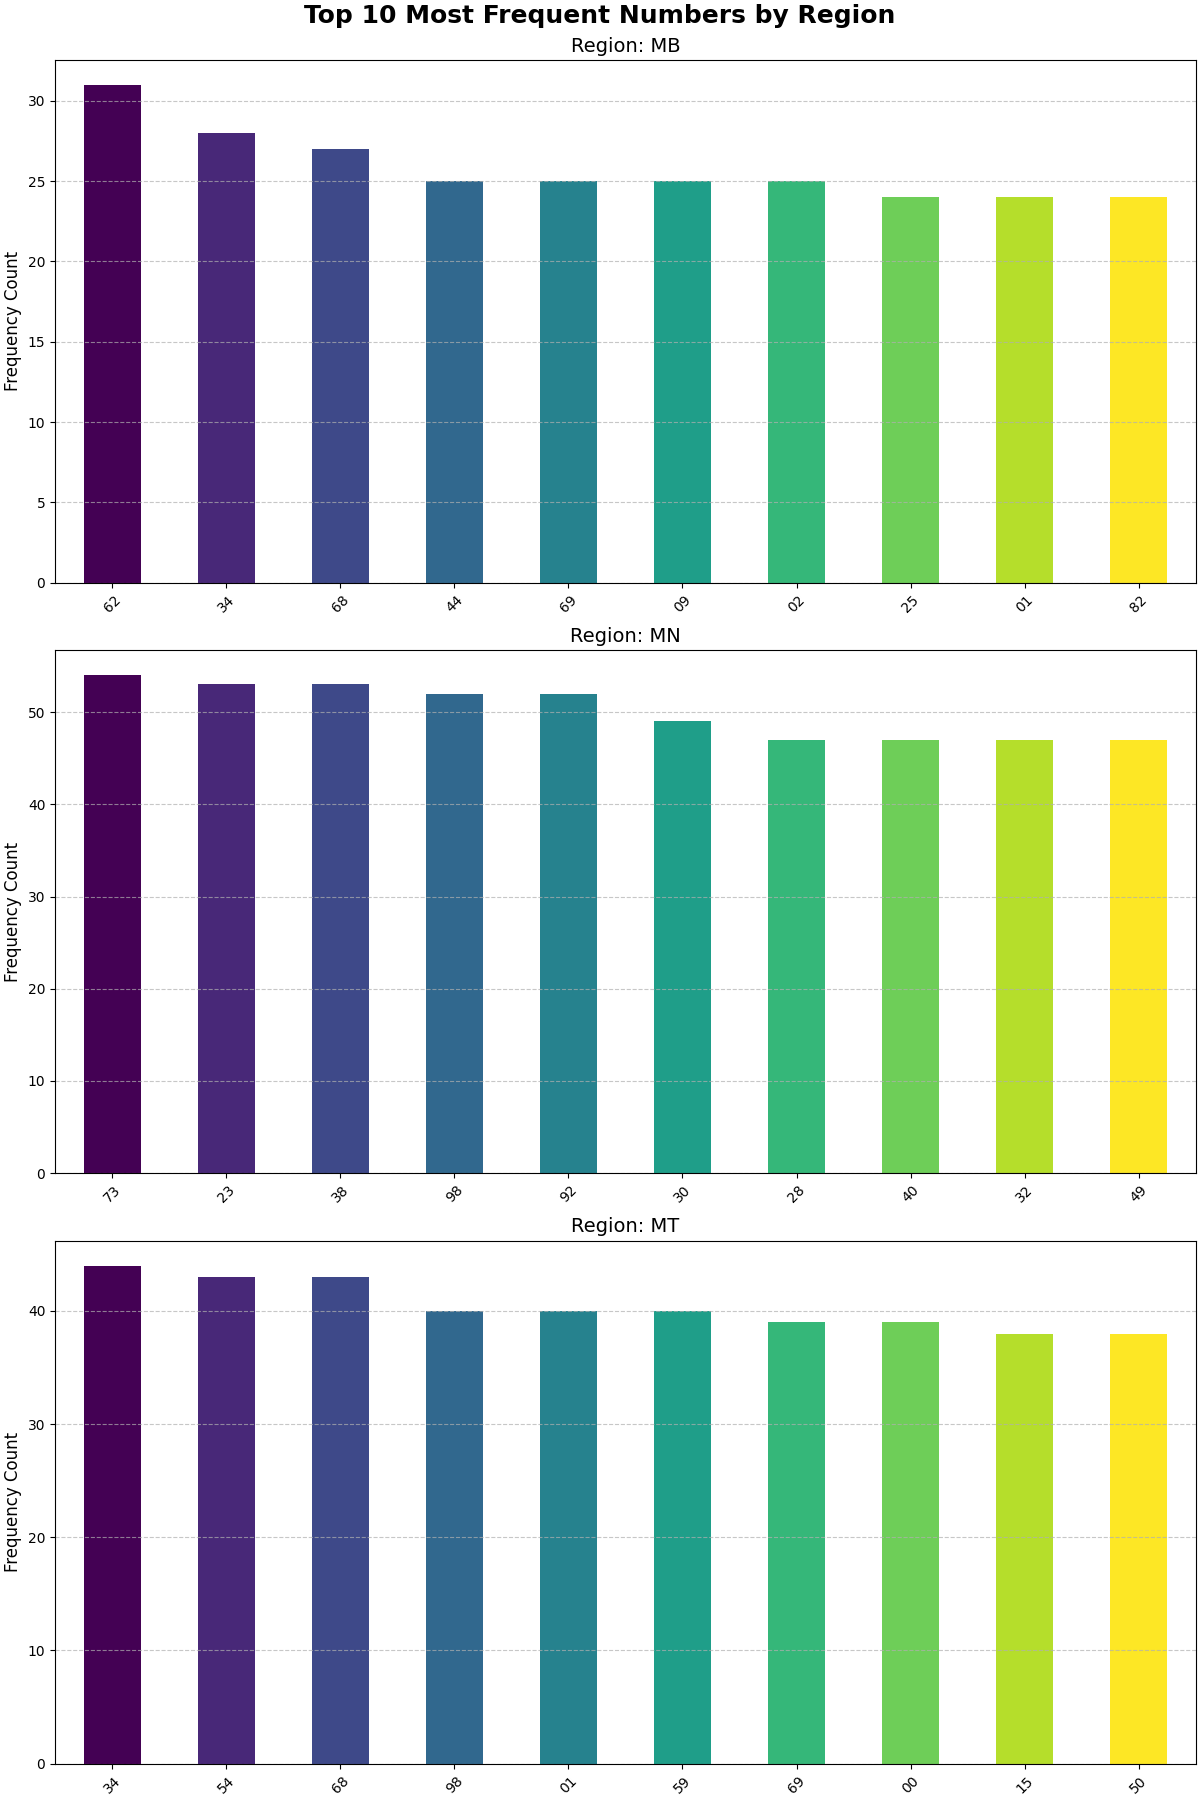 Top 10 Most Frequent Numbers by Region
Region: MB
Frequency Count
30
25
20
15
10
5
0
62 34 68 44 69 09 02 25 01 82
Region: MN
Frequency Count
50
40
30
20
10
0
73 23 38 98 92 30 28 40 32 49
Region: MT
Frequency Count
40
30
20
10
0
34 54 68 98 01 59 69 00 15 50